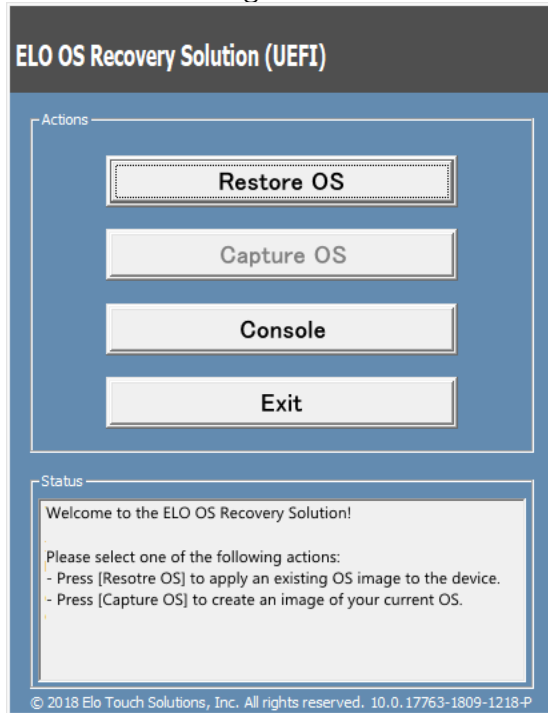 ELO OS Recovery Solution (UEFI)
Actions
Restore OS
Capture OS
Console
Exit
Status
Welcome to the ELO OS Recovery Solution!
Please select one of the following actions:
- Press [Resotre OS] to apply an existing OS image to the device.
- Press [Capture OS] to create an image of your current OS.
© 2018 Elo Touch Solutions, Inc. All rights reserved. 10.0.17763-1809-1218-P